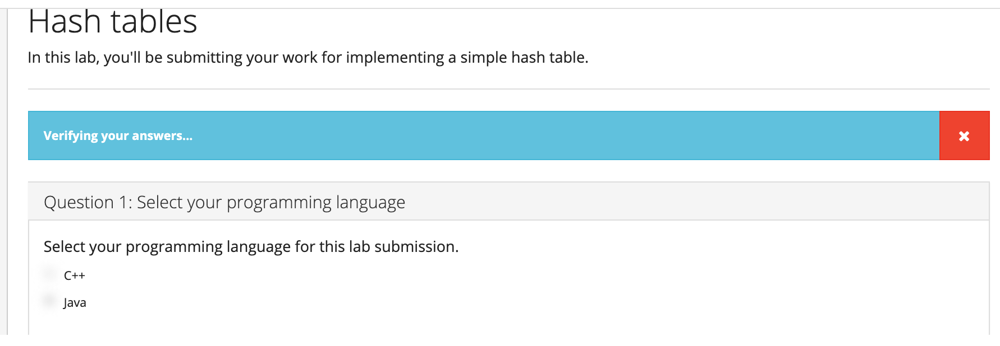 Hash tables
In this lab, you'll be submitting your work for implementing a simple hash table.
Verifying your answers...
Question 1: Select your programming language
Select your programming language for this lab submission.
C++
Java